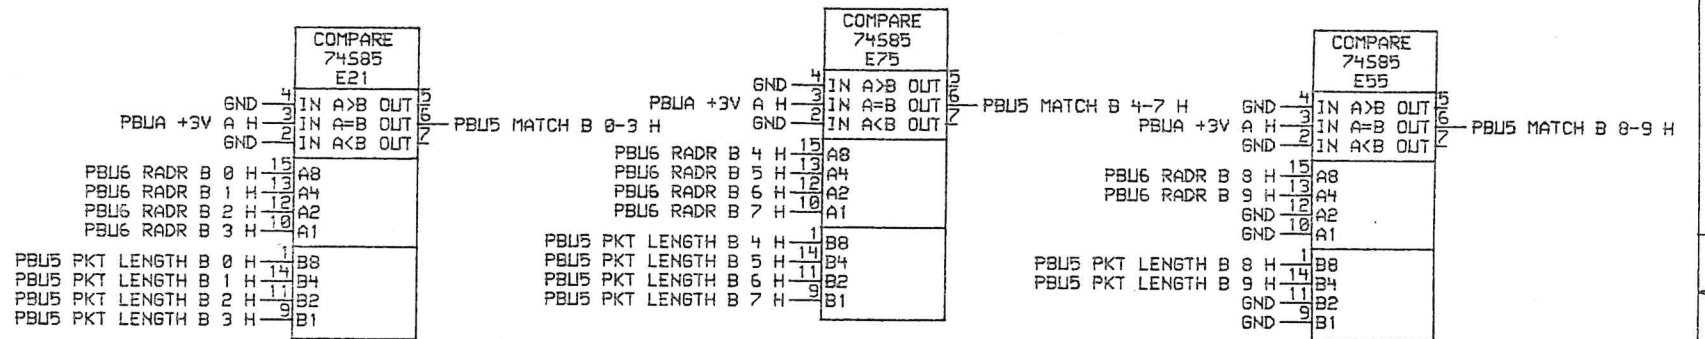 COMPARE
74S85
E21
GND 4 IN A>B OUT 5
PBUA +3V A H 3 IN A=B OUT 6 PBU5 MATCH B 0-3 H
GND 2 IN A<B OUT 7
PBU6 RADR B 0 H 15 A8
PBU6 RADR B 1 H 13 A4
PBU6 RADR B 2 H 12 A2
PBU6 RADR B 3 H 10 A1
PBU5 PKT LENGTH B 0 H 1 B8
PBU5 PKT LENGTH B 1 H 14 B4
PBU5 PKT LENGTH B 2 H 11 B2
PBU5 PKT LENGTH B 3 H 9 B1
COMPARE
74S85
E75
GND 4 IN A>B OUT 5
PBUA +3V A H 3 IN A=B OUT 6 PBU5 MATCH B 4-7 H
GND 2 IN A<B OUT 7
PBU6 RADR B 4 H 15 A8
PBU6 RADR B 5 H 13 A4
PBU6 RADR B 6 H 12 A2
PBU6 RADR B 7 H 10 A1
PBU5 PKT LENGTH B 4 H 1 B8
PBU5 PKT LENGTH B 5 H 14 B4
PBU5 PKT LENGTH B 6 H 11 B2
PBU5 PKT LENGTH B 7 H 9 B1
COMPARE
74S85
E55
GND 4 IN A>B OUT 5
PBUA +3V A H 3 IN A=B OUT 6 PBU5 MATCH B 8-9 H
GND 2 IN A<B OUT 7
PBU6 RADR B 8 H 15 A8
PBU6 RADR B 9 H 13 A4
GND 12 A2
GND 10 A1
PBU5 PKT LENGTH B 8 H 1 B8
PBU5 PKT LENGTH B 9 H 14 B4
GND 11 B2
GND 9 B1